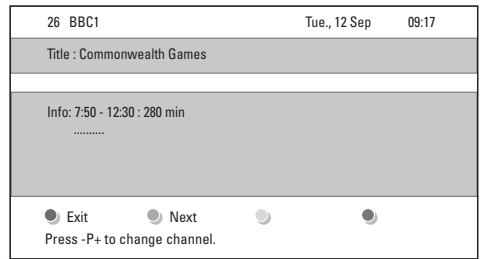 26 BBC1 Tue., 12 Sep 09:17
Title : Commonwealth Games
Info: 7:50 - 12:30 : 280 min
..........
Exit Next
Press -P+ to change channel.